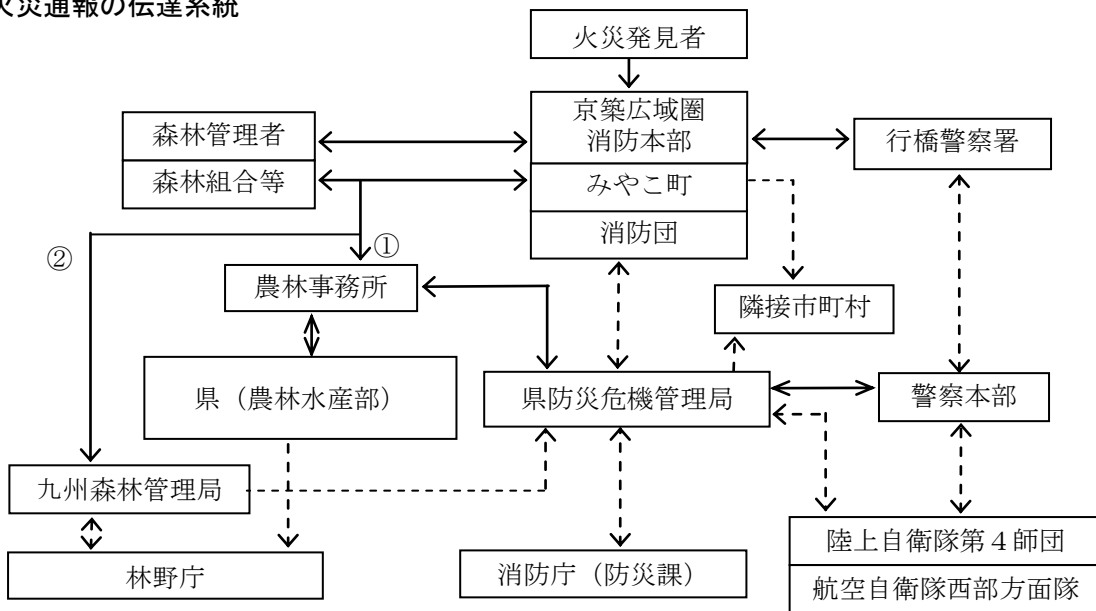 火災通報の伝達系統
火災発見者
京築広域圏
消防本部
森林管理者
行橋警察署
森林組合等
みやこ町
消防団
②
①
農林事務所
隣接市町村
県（農林水産部）
県防災危機管理局
警察本部
九州森林管理局
陸上自衛隊第４師団
林野庁
消防庁（防災課）
航空自衛隊西部方面隊